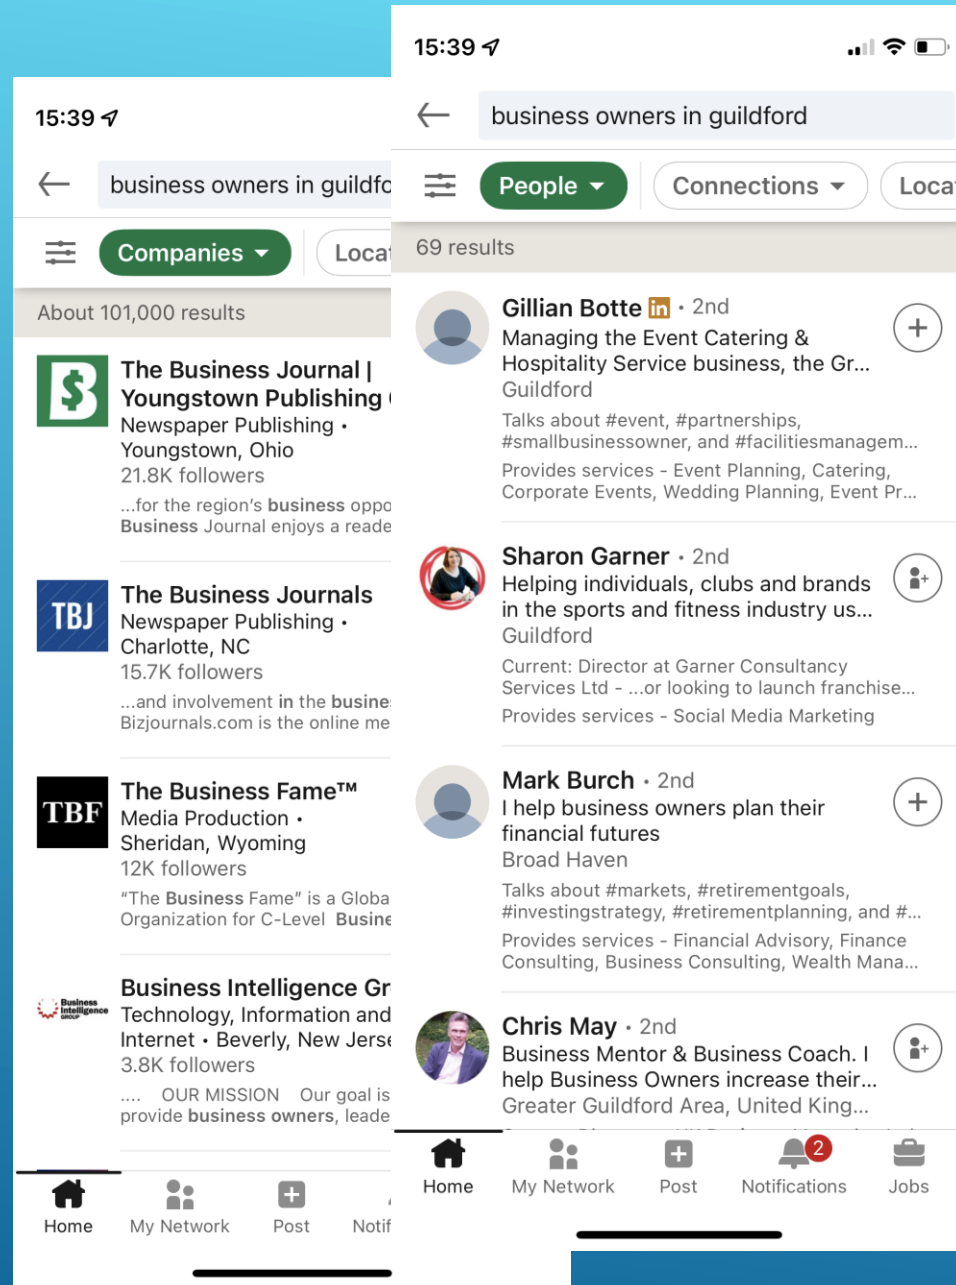 15:39
business owners in guildfo
Companies
Locat
About 101,000 results
B
$
The Business Journal |
Youngstown Publishing
Newspaper Publishing •
Youngstown, Ohio
21.8K followers
...for the region's business oppo
Business Journal enjoys a reade
TBJ
The Business Journals
Newspaper Publishing •
Charlotte, NC
15.7K followers
...and involvement in the busine
Bizjournals.com is the online me
TBF
The Business Fame™
Media Production •
Sheridan, Wyoming
12K followers
“The Business Fame” is a Globa
Organization for C-Level Busine
Business
Intelligence
GROUP
Business Intelligence Gr
Technology, Information and
Internet • Beverly, New Jerse
3.8K followers
.... OUR MISSION Our goal is
provide business owners, leade
Home
My Network
Post
Notif
15:39
business owners in guildford
People
Connections
Locat
69 results
Gillian Botte in • 2nd
Managing the Event Catering &
Hospitality Service business, the Gr...
Guildford
Talks about #event, #partnerships,
#smallbusinessowner, and #facilitiesmanagem...
Provides services - Event Planning, Catering,
Corporate Events, Wedding Planning, Event Pr...
Sharon Garner • 2nd
Helping individuals, clubs and brands
in the sports and fitness industry us...
Guildford
Current: Director at Garner Consultancy
Services Ltd - ...or looking to launch franchise...
Provides services - Social Media Marketing
Mark Burch • 2nd
I help business owners plan their
financial futures
Broad Haven
Talks about #markets, #retirementgoals,
#investingstrategy, #retirementplanning, and #...
Provides services - Financial Advisory, Finance
Consulting, Business Consulting, Wealth Mana...
Chris May • 2nd
Business Mentor & Business Coach. I
help Business Owners increase their...
Greater Guildford Area, United King...
2
Home
My Network
Post
Notifications
Jobs